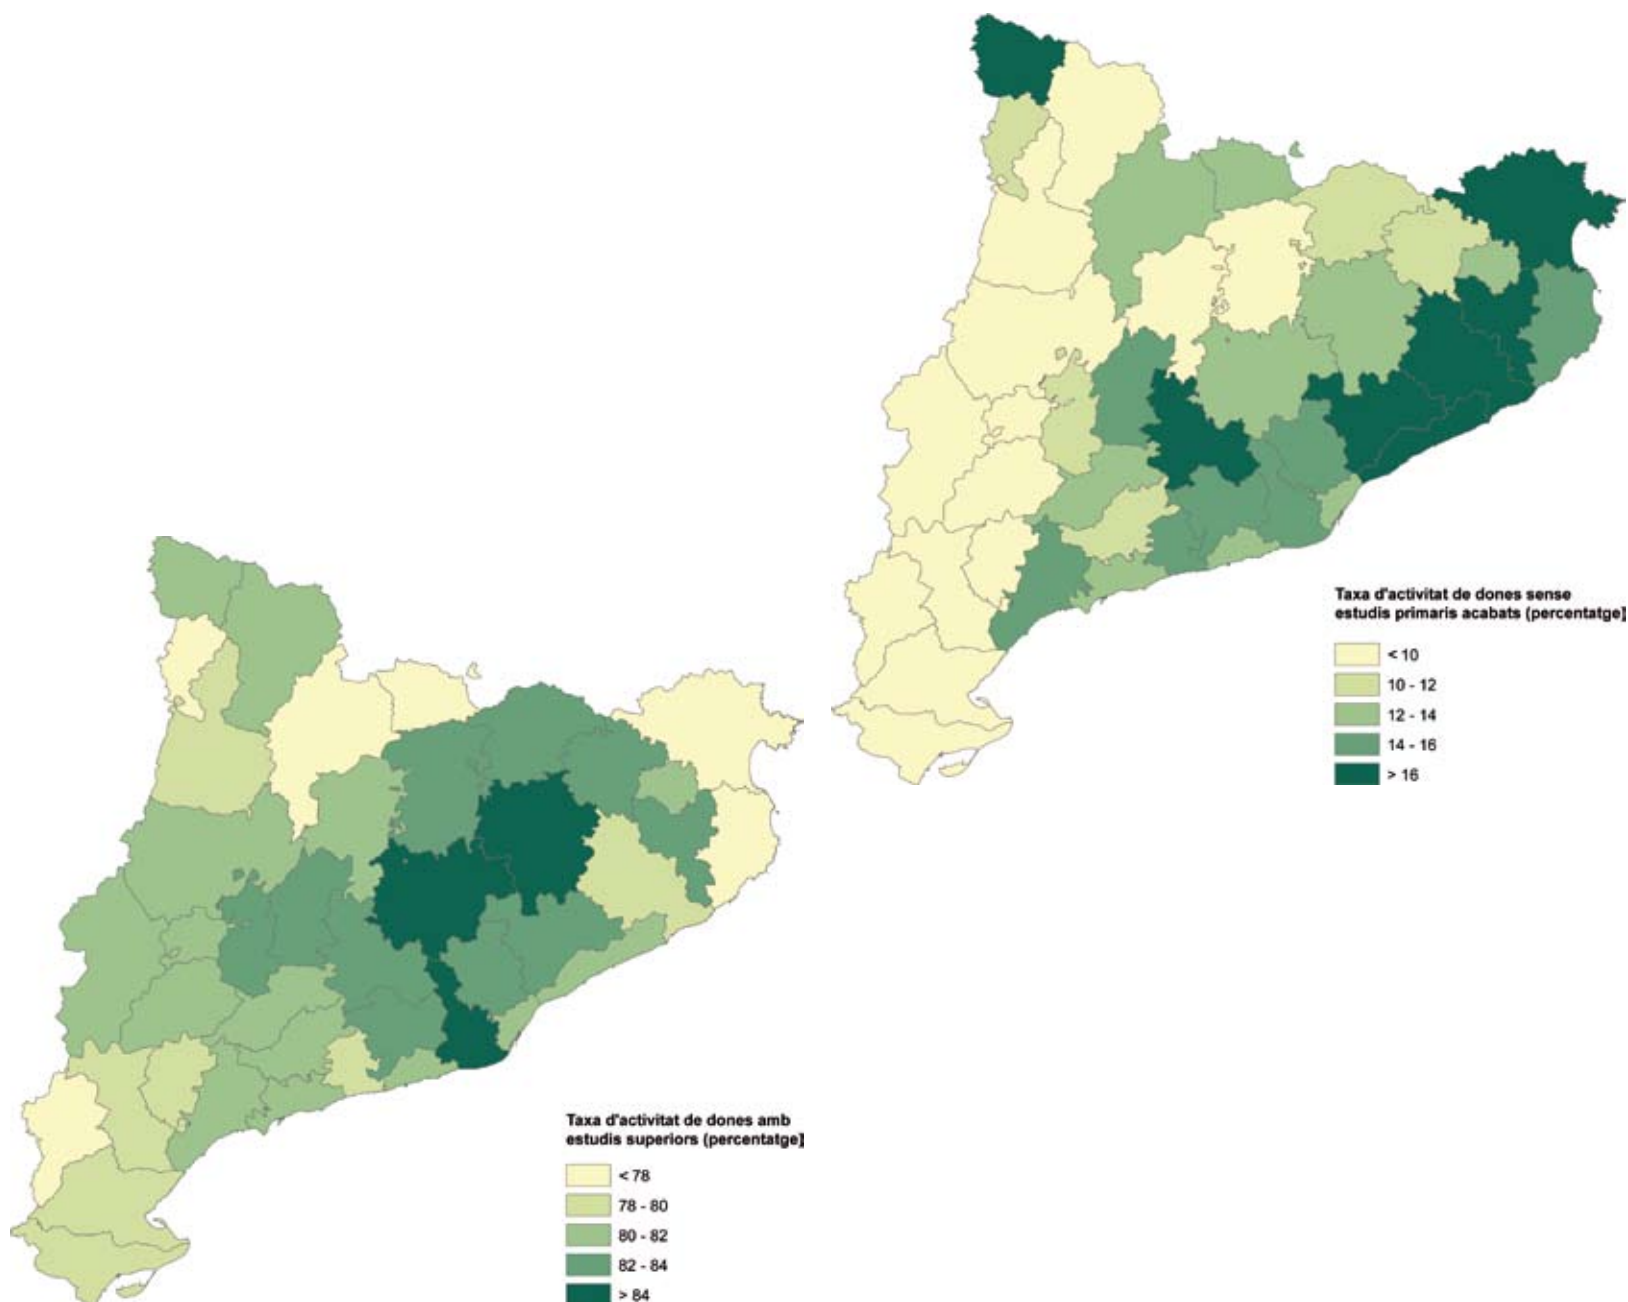 Taxa d'activitat de dones sense
estudis primaris acabats (percentatge]
< 10
10 - 12
12 - 14
14 - 16
> 16
Taxa d'activitat de dones amb
estudis superiors (percentatge]
< 78
78 - 80
80 - 82
82 - 84
> 84